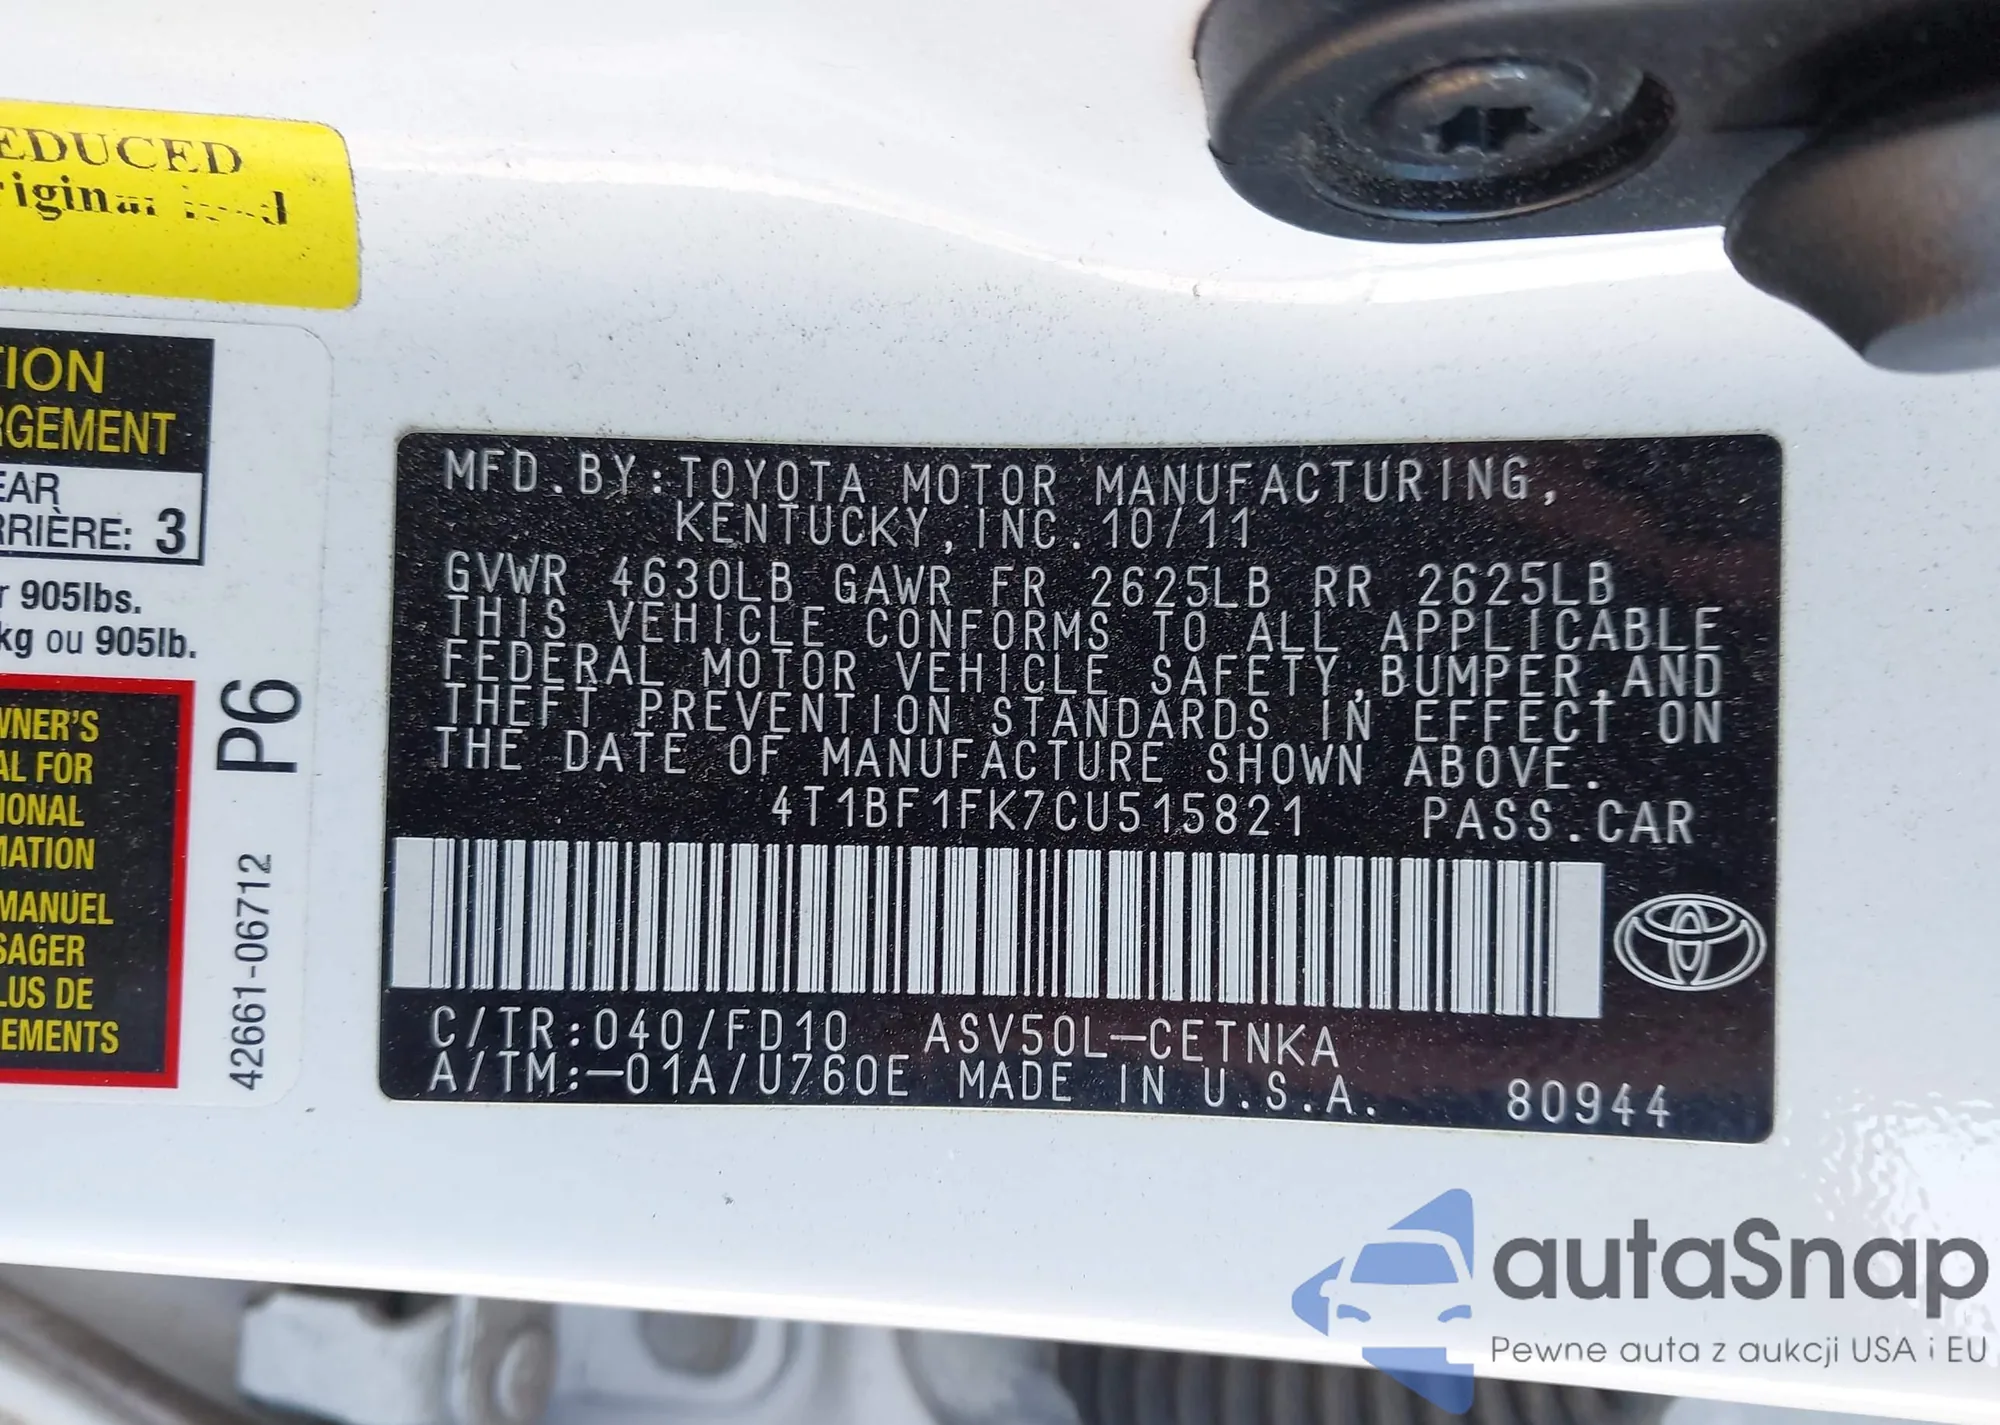 EDUCED
riginal
TION
RGEMENT
EAR
RRIÈRE: 3
r 905lbs.
kg ou 905lb.
WNER'S
AL FOR
IONAL
MATION
MANUEL
SAGER
LUS DE
EMENTS
P6
42661-06712
MFD.BY:TOYOTA MOTOR MANUFACTURING,
KENTUCKY,INC.10/11
GVWR 4630LB GAWR FR 2625LB RR 2625LB
THIS VEHICLE CONFORMS TO ALL APPLICABLE
FEDERAL MOTOR VEHICLE SAFETY,BUMPER,AND
THEFT PREVENTION STANDARDS IN EFFECT ON
THE DATE OF MANUFACTURE SHOWN ABOVE.
4T1BF1FK7CU515821 PASS.CAR
C/TR:040/FD10 ASV50L-CETNKA
A/TM:-01A/U760E MADE IN U.S.A. 80944
autaSnap
Pewne auta z aukcji USA i EU